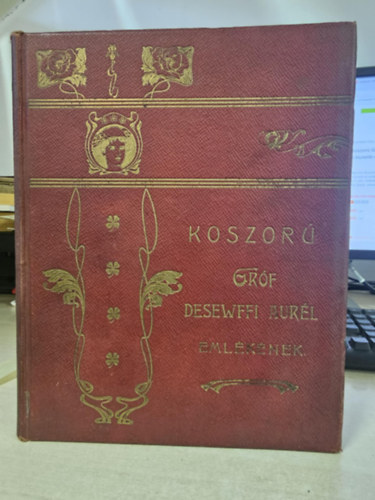 KOSZORÚ
GRÓF
DESEWFFI AURÉL
EMLÉKÉNEK.